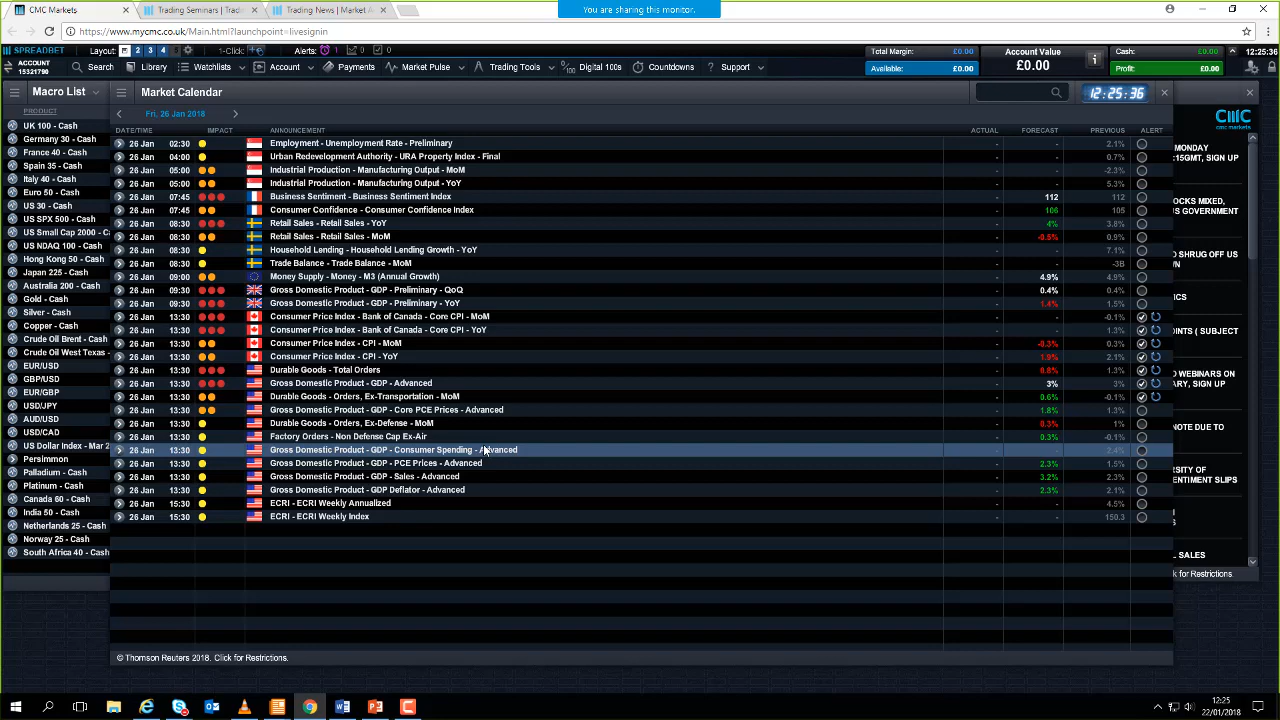 CMC Markets
Trading Seminars | Trade
Trading News | Market A
You are sharing this monitor.
https://www.mycmc.co.uk/Main.html?launchpoint=livesignin
SPREADBET
Layout: 2 3 4
1-Click:
Alerts: 1 0 0
Total Margin: £0.00
Available: £0.00
Account Value
£0.00
Cash: £0.00
Profit: £0.00
12:25:36
ACCOUNT
15321790
Search
Library
Watchlists
Account
Payments
Market Pulse
Trading Tools
Digital 100s
Countdowns
Support
Macro List
Market Calendar
12:25:36
Fri, 26 Jan 2018
PRODUCT
DATE/TIME IMPACT ANNOUNCEMENT ACTUAL FORECAST PREVIOUS ALERT
UK 100 - Cash
Germany 30 - Cash
France 40 - Cash
Spain 35 - Cash
Italy 40 - Cash
Euro 50 - Cash
US 30 - Cash
US SPX 500 - Cash
US Small Cap 2000 - Cash
US NDAQ 100 - Cash
Hong Kong 50 - Cash
Japan 225 - Cash
Australia 200 - Cash
Gold - Cash
Silver - Cash
Copper - Cash
Crude Oil Brent - Cash
Crude Oil West Texas -
EUR/USD
GBP/USD
EUR/GBP
USD/JPY
AUD/USD
USD/CAD
US Dollar Index - Mar 2
Persimmon
Palladium - Cash
Platinum - Cash
Canada 60 - Cash
India 50 - Cash
Netherlands 25 - Cash
Norway 25 - Cash
South Africa 40 - Cash
26 Jan 02:30 Employment - Unemployment Rate - Preliminary - - 2.1%
26 Jan 04:00 Urban Redevelopment Authority - URA Property Index - Final - - 0.7%
26 Jan 05:00 Industrial Production - Manufacturing Output - MoM - - -2.3%
26 Jan 05:00 Industrial Production - Manufacturing Output - YoY - - 5.3%
26 Jan 07:45 Business Sentiment - Business Sentiment Index - 112 112
26 Jan 07:45 Consumer Confidence - Consumer Confidence Index - 106 105
26 Jan 08:30 Retail Sales - Retail Sales - YoY - 4% 3.8%
26 Jan 08:30 Retail Sales - Retail Sales - MoM - -0.5% 0.9%
26 Jan 08:30 Household Lending - Household Lending Growth - YoY - - 7.1%
26 Jan 08:30 Trade Balance - Trade Balance - MoM - - -3B
26 Jan 09:00 Money Supply - Money - M3 (Annual Growth) - 4.9% 4.9%
26 Jan 09:30 Gross Domestic Product - GDP - Preliminary - QoQ - 0.4% 0.4%
26 Jan 09:30 Gross Domestic Product - GDP - Preliminary - YoY - 1.4% 1.5%
26 Jan 13:30 Consumer Price Index - Bank of Canada - Core CPI - MoM - - -0.1%
26 Jan 13:30 Consumer Price Index - Bank of Canada - Core CPI - YoY - - 1.3%
26 Jan 13:30 Consumer Price Index - CPI - MoM - -0.3% 0.3%
26 Jan 13:30 Consumer Price Index - CPI - YoY - 1.9% 2.1%
26 Jan 13:30 Durable Goods - Total Orders - 0.8% 1.3%
26 Jan 13:30 Gross Domestic Product - GDP - Advanced - 3% 3%
26 Jan 13:30 Durable Goods - Orders, Ex-Transportation - MoM - 0.6% -0.1%
26 Jan 13:30 Gross Domestic Product - GDP - Core PCE Prices - Advanced - 1.8% 1.3%
26 Jan 13:30 Durable Goods - Orders, Ex-Defense - MoM - 0.3% 1%
26 Jan 13:30 Factory Orders - Non Defense Cap Ex-Air - 0.3% -0.1%
26 Jan 13:30 Gross Domestic Product - GDP - Consumer Spending - Advanced - - 2.4%
26 Jan 13:30 Gross Domestic Product - GDP - PCE Prices - Advanced - 2.3% 1.5%
26 Jan 13:30 Gross Domestic Product - GDP - Sales - Advanced - 3.2% 2.3%
26 Jan 13:30 Gross Domestic Product - GDP Deflator - Advanced - 2.3% 2.1%
26 Jan 15:30 ECRI - ECRI Weekly Annualized - - 4.5%
26 Jan 15:30 ECRI - ECRI Weekly Index - - 150.3
© Thomson Reuters 2018. Click for Restrictions.
cmc markets
MONDAY
:15GMT, SIGN UP
OCKS MIXED,
US GOVERNMENT
D SHRUG OFF US
WN
ICS
OINTS ( SUBJECT
D WEBINARS ON
ARY, SIGN UP
NOTE DUE TO
RSITY OF
ENTIMENT SLIPS
L SALES
k for Restrictions.
12:25
22/01/2018